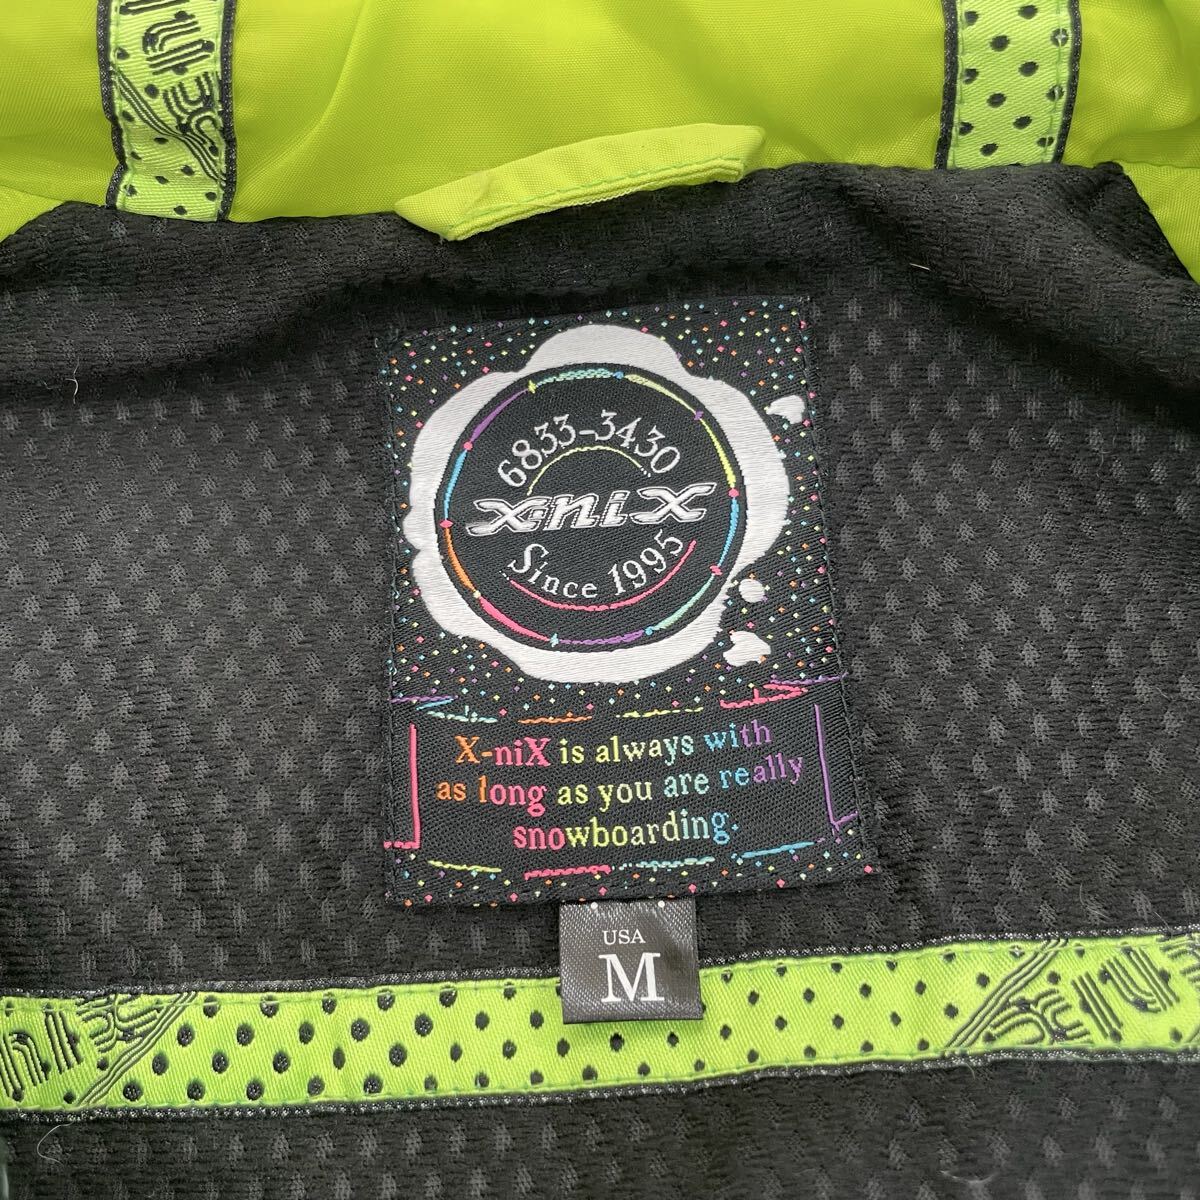 6833-3430
x-nix
Since 1995
X-niX is always with
as long as you are really
snowboarding.
USA
M